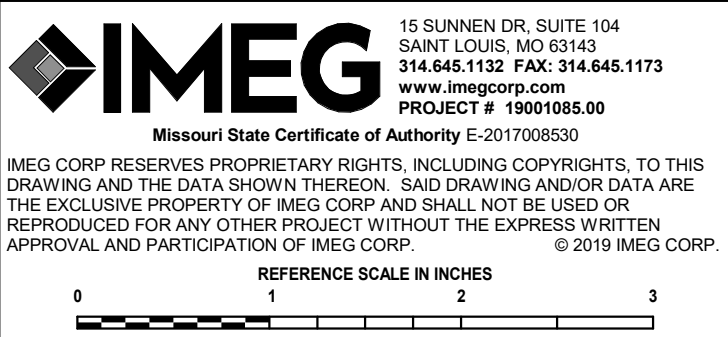 IMEG
15 SUNNEN DR, SUITE 104
SAINT LOUIS, MO 63143
314.645.1132 FAX: 314.645.1173
www.imegcorp.com
PROJECT # 19001085.00
Missouri State Certificate of Authority E-2017008530
IMEG CORP RESERVES PROPRIETARY RIGHTS, INCLUDING COPYRIGHTS, TO THIS
DRAWING AND THE DATA SHOWN THEREON. SAID DRAWING AND/OR DATA ARE
THE EXCLUSIVE PROPERTY OF IMEG CORP AND SHALL NOT BE USED OR
REPRODUCED FOR ANY OTHER PROJECT WITHOUT THE EXPRESS WRITTEN
APPROVAL AND PARTICIPATION OF IMEG CORP. © 2019 IMEG CORP.
REFERENCE SCALE IN INCHES
0 1 2 3